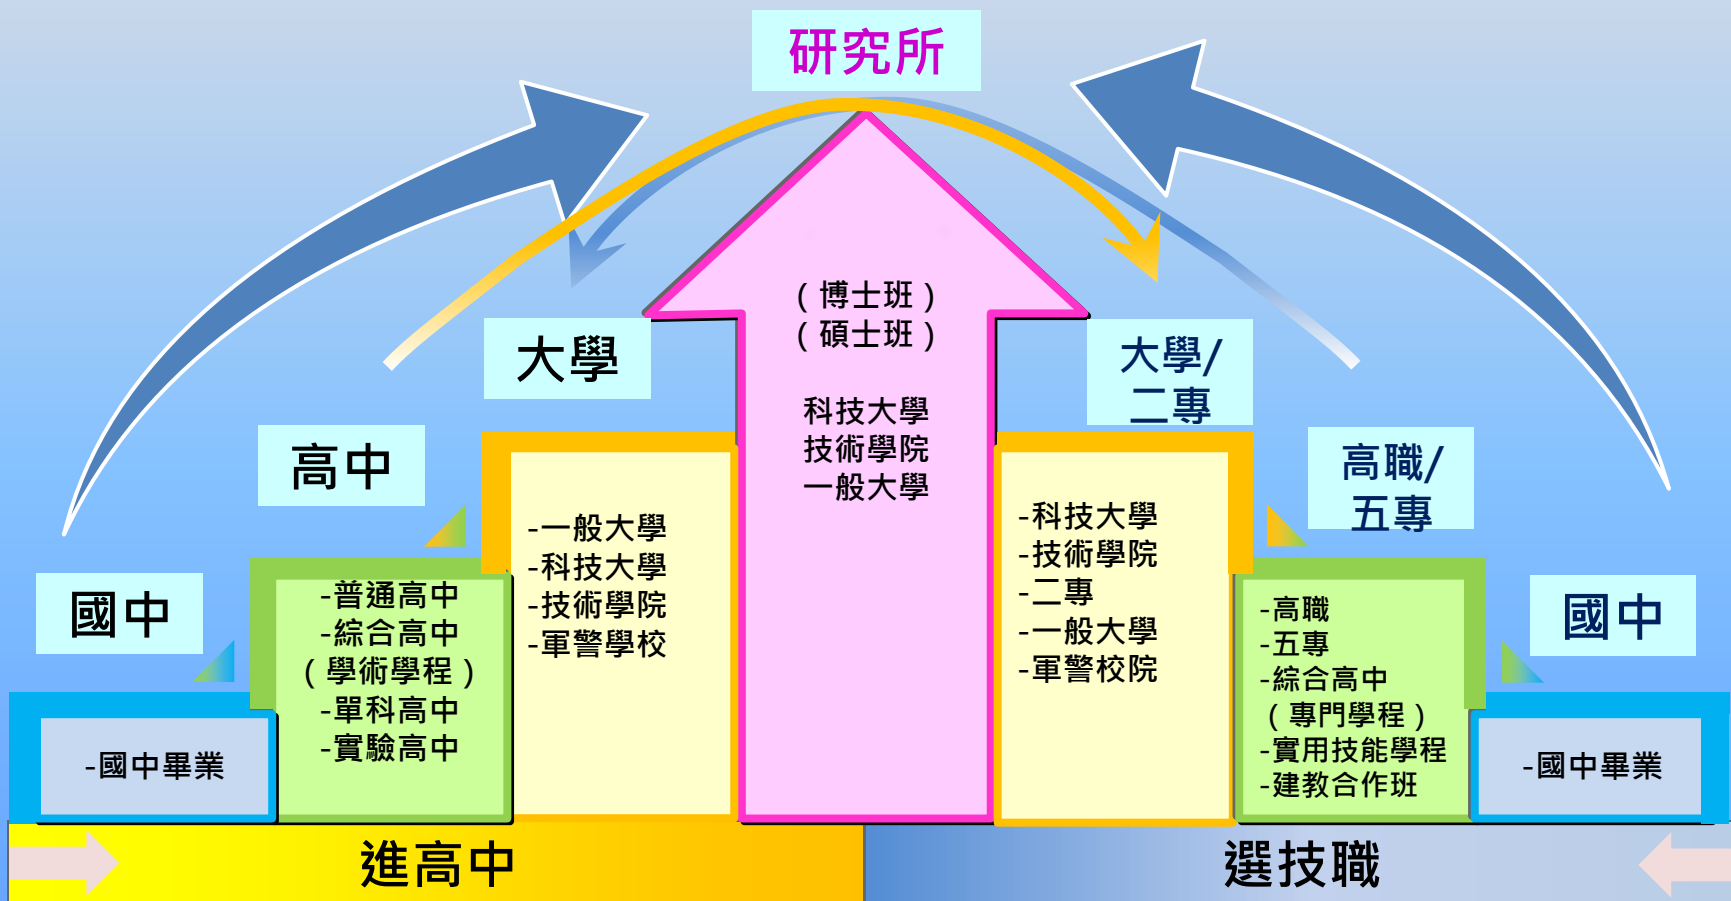 研究所
(博士班)
(碩士班)
科技大學
技術學院
一般大學
大學
-一般大學
-科技大學
-技術學院
-軍警學校
高中
-普通高中
-綜合高中
(學術學程)
-單科高中
-實驗高中
國中
-國中畢業
大學/
二專
-科技大學
-技術學院
-二專
-一般大學
-軍警校院
高職/
五專
-高職
-五專
-綜合高中
(專門學程)
-實用技能學程
-建教合作班
國中
-國中畢業
進高中
選技職